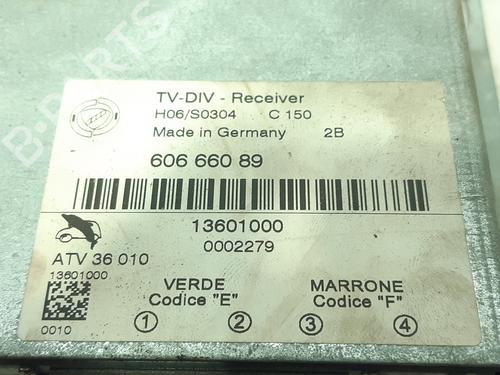 B-PARTS
TV-DIV - Receiver
H06/S0304 C 150
Made in Germany 2B
606 660 89
13601000
0002279
ATV 36 010
13601000
0010
VERDE
Codice "E"
MARRONE
Codice "F"
1 2 3 4